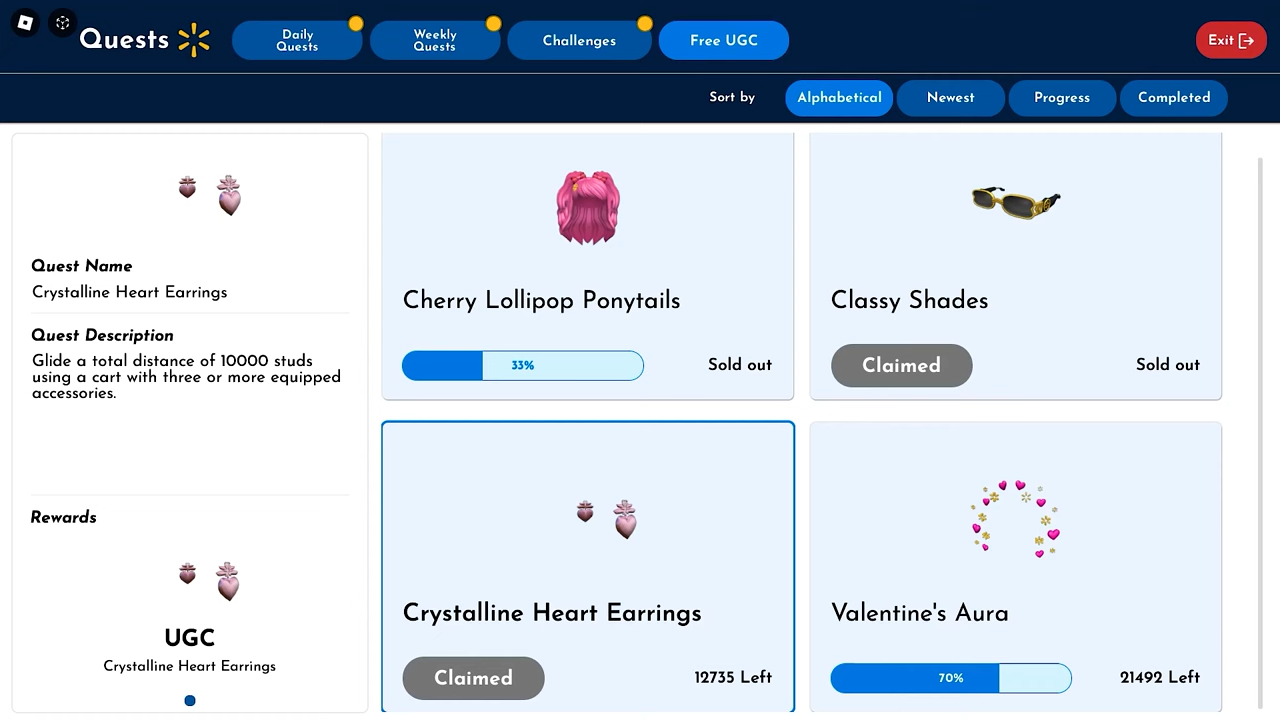 Quests
Daily
Quests
Weekly
Quests
Challenges
Free UGC
Exit
Sort by
Alphabetical
Newest
Progress
Completed
Quest Name
Crystalline Heart Earrings
Quest Description
Glide a total distance of 10000 studs
using a cart with three or more equipped
accessories.
Rewards
UGC
Crystalline Heart Earrings
Cherry Lollipop Ponytails
33%
Sold out
Classy Shades
Claimed
Sold out
Crystalline Heart Earrings
Claimed
12735 Left
Valentine's Aura
70%
21492 Left